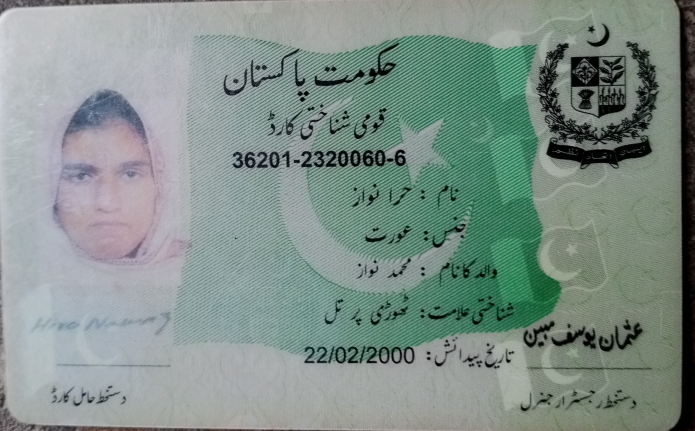 حکومت پاکستان
قومی شناختی کارڈ
36201-2320060-6
نام : حرا نواز
جنس: عورت
والد کا نام : محمد نواز
شناختی علامت: ٹھوڑی پر تل
تاریخ پیدائش: 22/02/2000
Hira Nawaz
دستخط حامل کارڈ
عثمان یوسف مبین
دستخط رجسٹرار جنرل